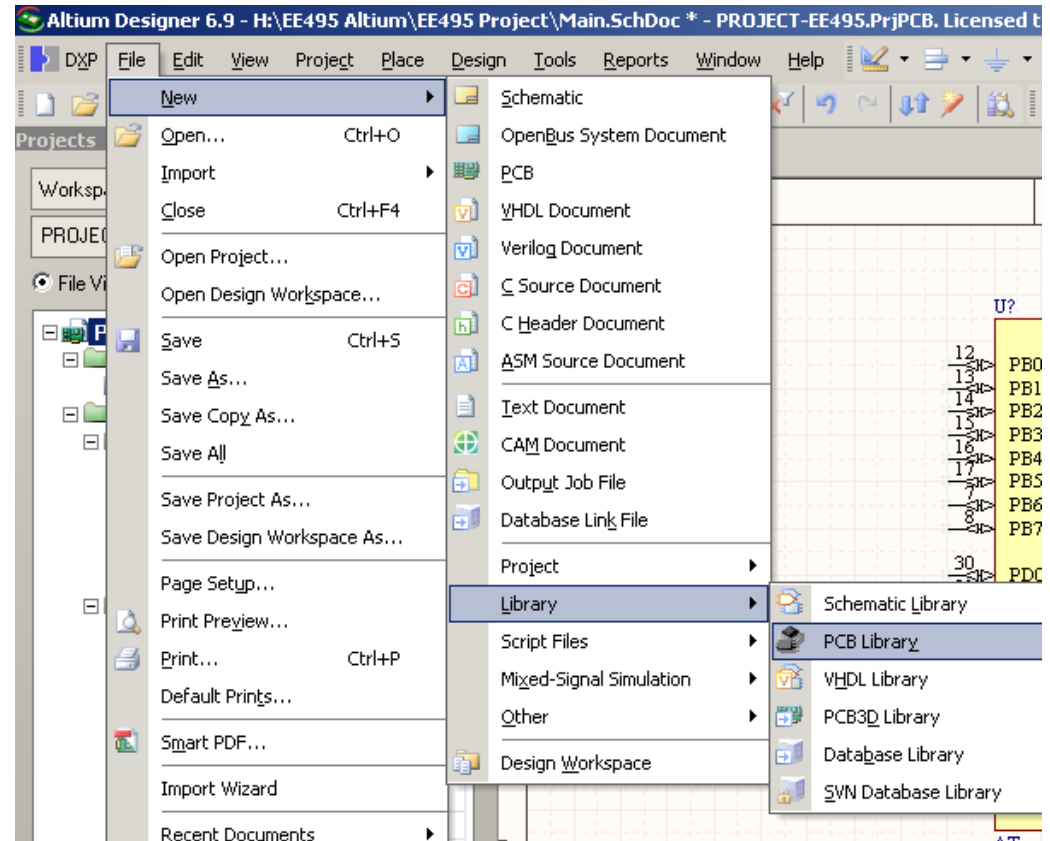 Altium Designer 6.9 - H:\EE495 Altium\EE495 Project\Main.SchDoc * - PROJECT-EE495.PrjPCB. Licensed t
DXP File Edit View Project Place Design Tools Reports Window Help
Projects
Worksp
PROJE
File Vi
P
New
Open... Ctrl+O
Import
Close Ctrl+F4
Open Project...
Open Design Workspace...
Save Ctrl+S
Save As...
Save Copy As...
Save All
Save Project As...
Save Design Workspace As...
Page Setup...
Print Preview...
Print... Ctrl+P
Default Prints...
Smart PDF...
Import Wizard
Recent Documents
Schematic
OpenBus System Document
PCB
VHDL Document
Verilog Document
C Source Document
C Header Document
ASM Source Document
Text Document
CAM Document
Output Job File
Database Link File
Project
Library
Script Files
Mixed-Signal Simulation
Other
Design Workspace
Schematic Library
PCB Library
VHDL Library
PCB3D Library
Database Library
SVN Database Library
U?
12 PB0
13 PB1
14 PB2
15 PB3
16 PB4
17 PB5
7 PB6
8 PB7
30 PD0